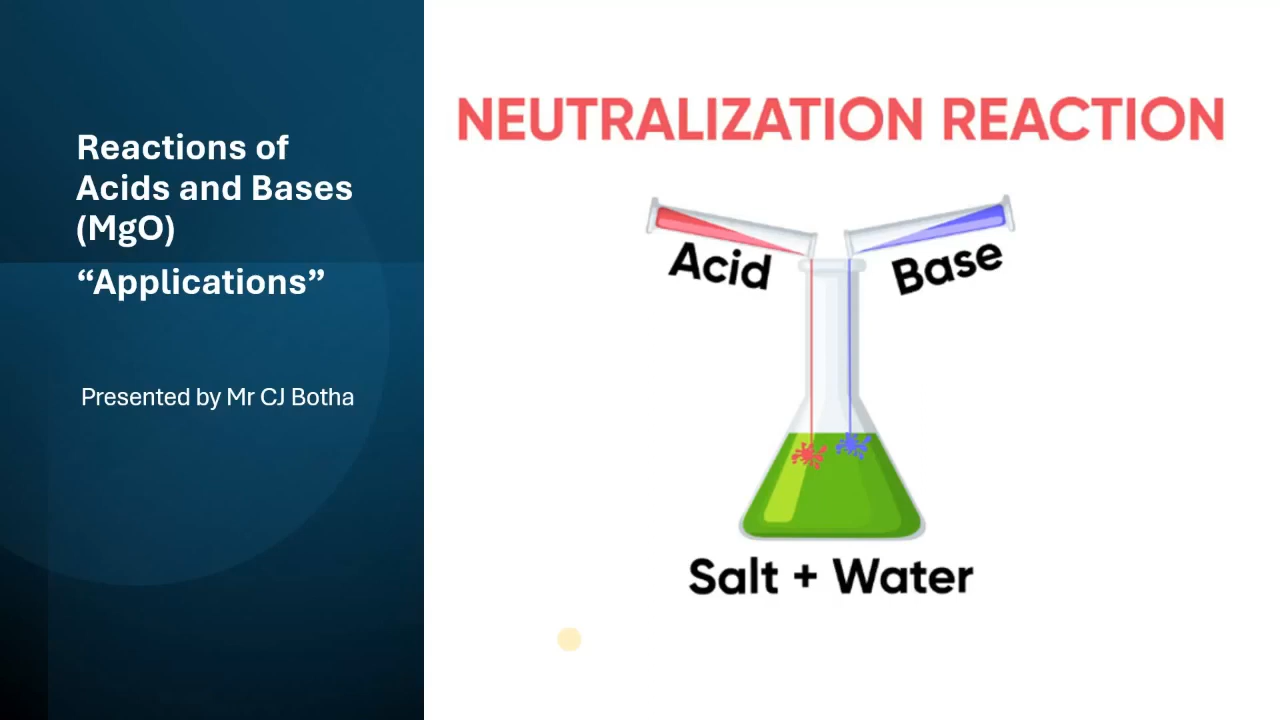 Reactions of
Acids and Bases
(MgO)
“Applications”
Presented by Mr CJ Botha
NEUTRALIZATION REACTION
Acid
Base
Salt + Water